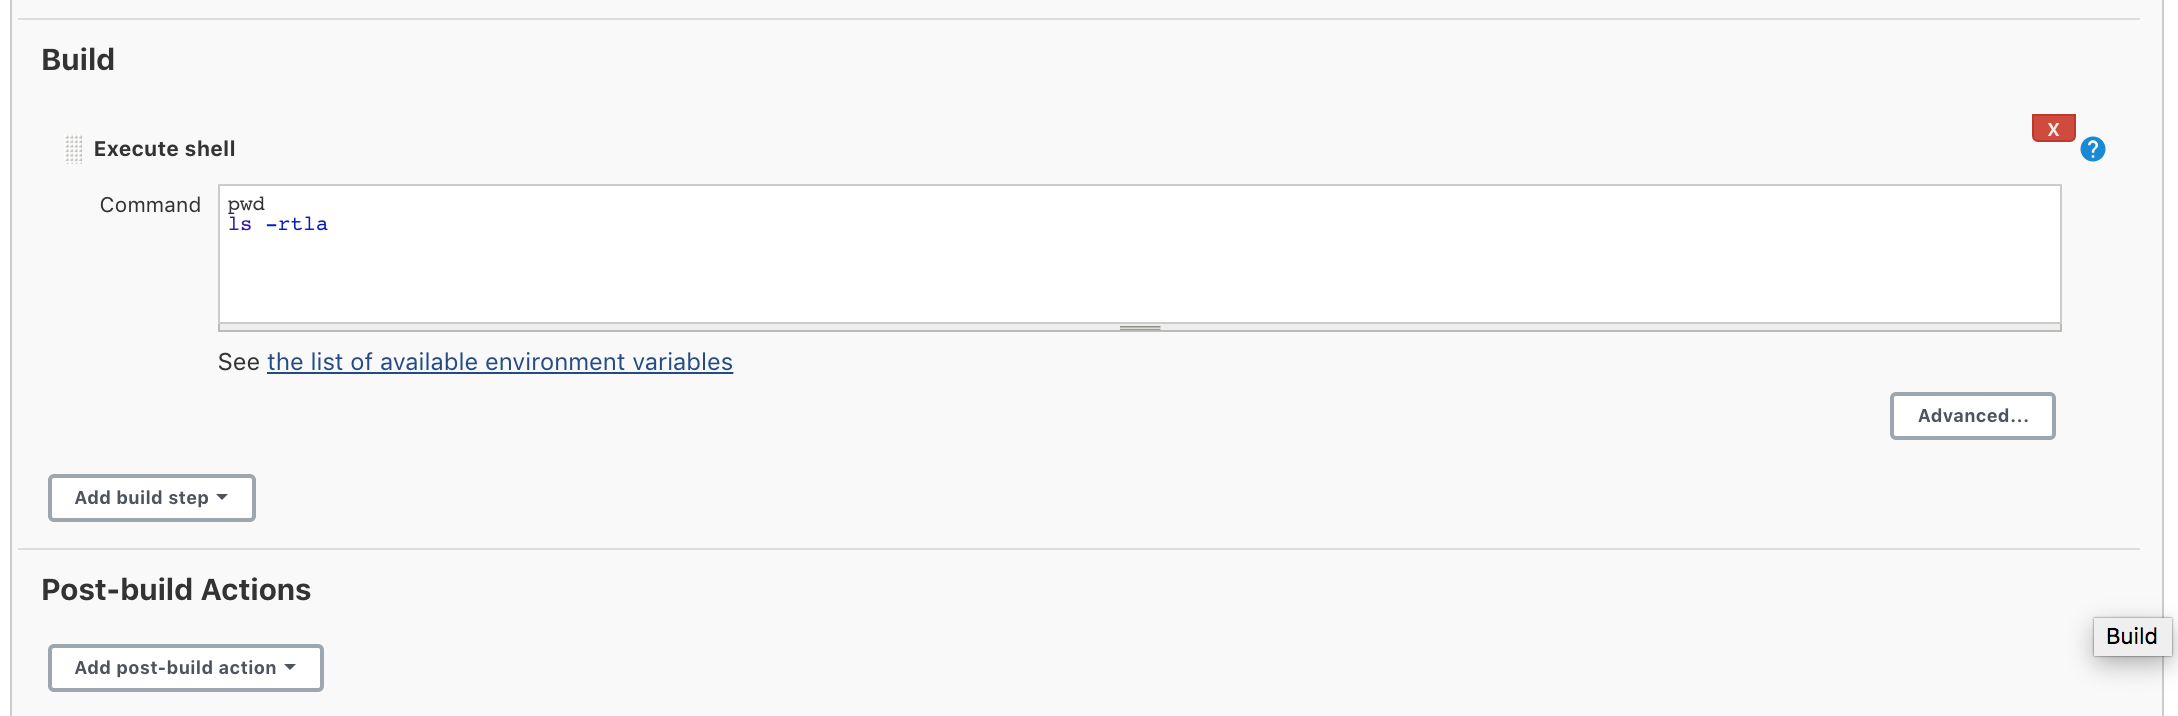 Build
Execute shell
X
?
Command
pwd
ls -rtla
See the list of available environment variables
Advanced...
Add build step
Post-build Actions
Build
Add post-build action